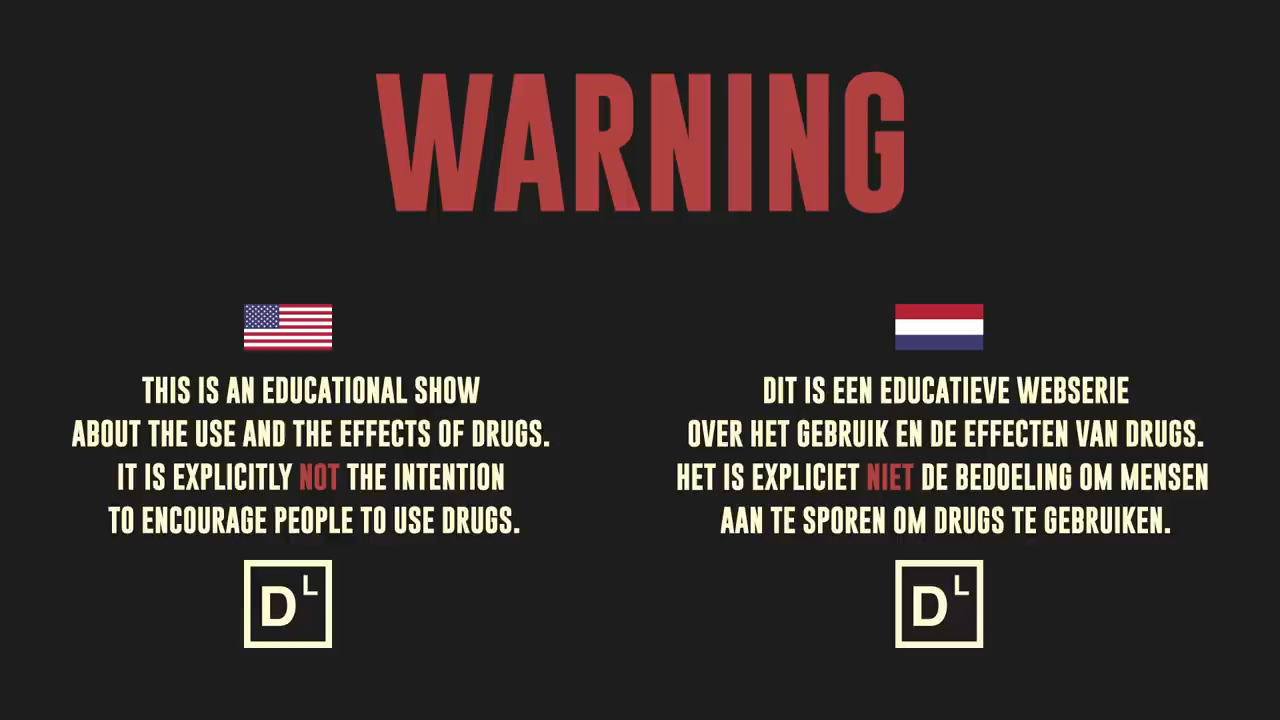 WARNING
THIS IS AN EDUCATIONAL SHOW
ABOUT THE USE AND THE EFFECTS OF DRUGS.
IT IS EXPLICITLY NOT THE INTENTION
TO ENCOURAGE PEOPLE TO USE DRUGS.
DL
DIT IS EEN EDUCATIEVE WEBSERIE
OVER HET GEBRUIK EN DE EFFECTEN VAN DRUGS.
HET IS EXPLICIET NIET DE BEDOELING OM MENSEN
AAN TE SPOREN OM DRUGS TE GEBRUIKEN.
DL